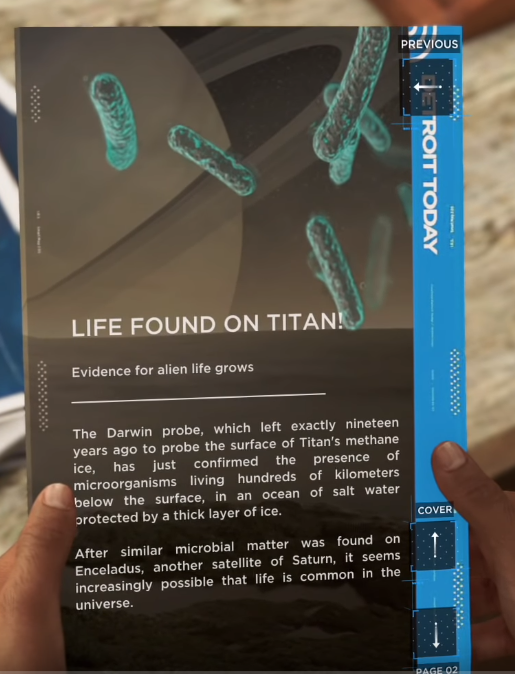 PREVIOUS
DETROIT TODAY
LIFE FOUND ON TITAN!
Evidence for alien life grows
The Darwin probe, which left exactly nineteen
years ago to probe the surface of Titan's methane
ice, has just confirmed the presence of
microorganisms living hundreds of kilometers
below the surface, in an ocean of salt water
protected by a thick layer of ice.
After similar microbial matter was found on
Enceladus, another satellite of Saturn, it seems
increasingly possible that life is common in the
universe.
COVER
PAGE 02